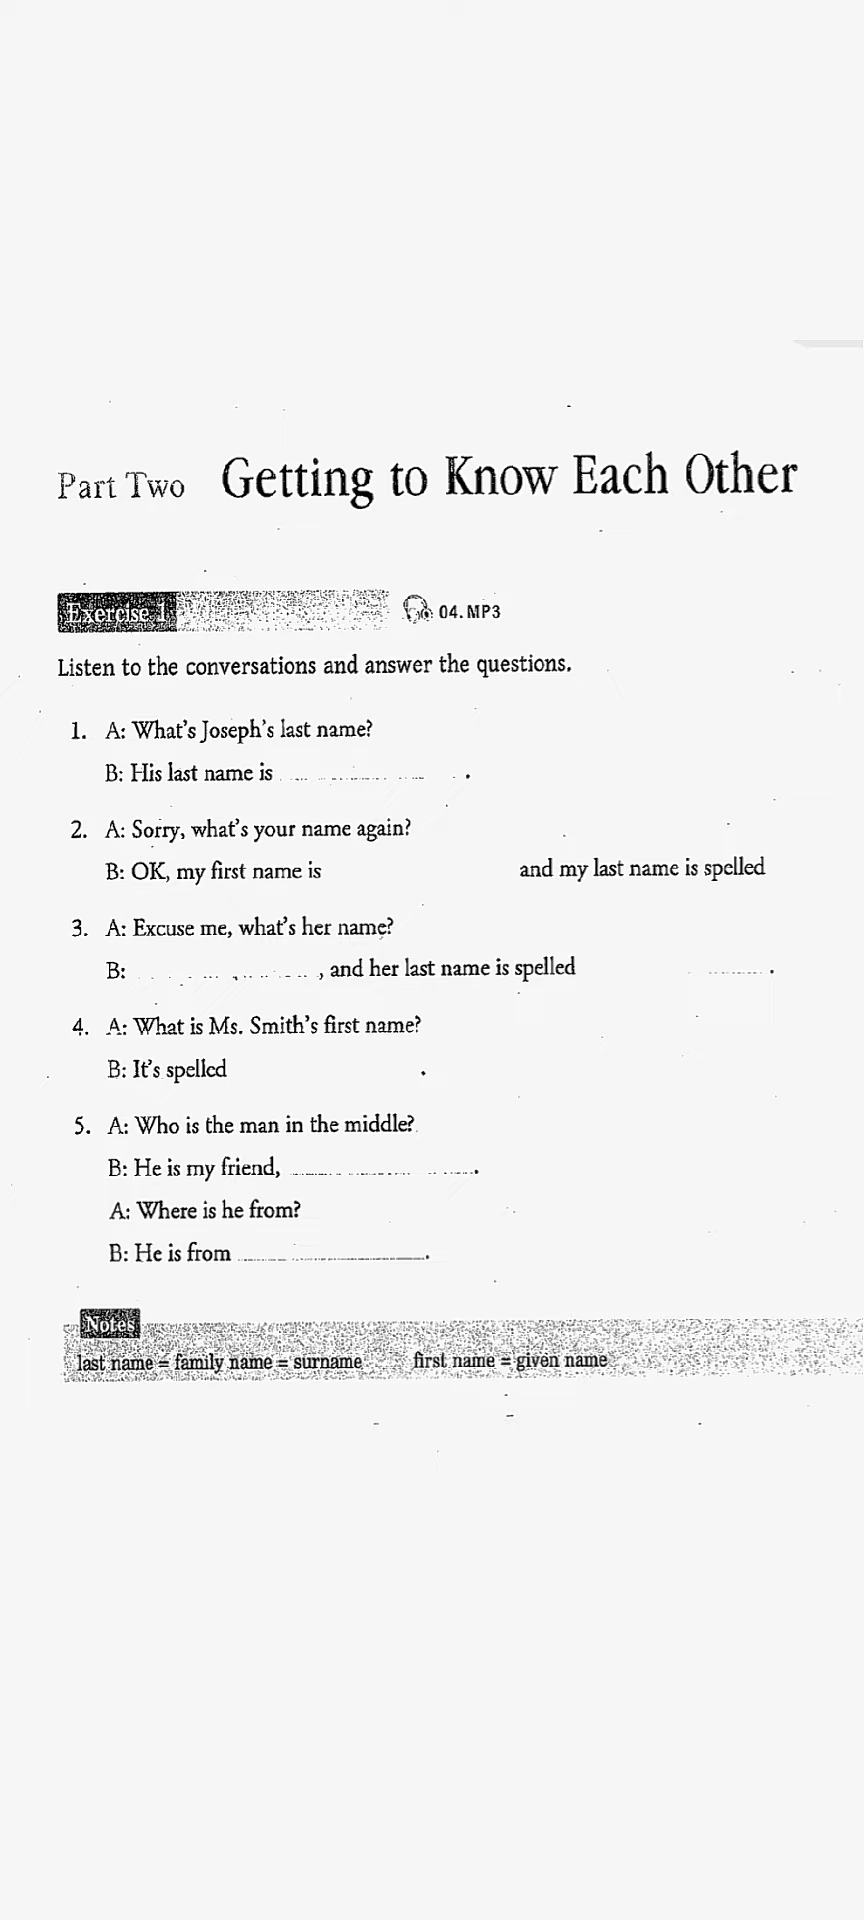 Part Two Getting to Know Each Other
Exercise 1
04.MP3
Listen to the conversations and answer the questions.
1. A: What's Joseph's last name?
B: His last name is .
2. A: Sorry, what's your name again?
B: OK, my first name is and my last name is spelled
3. A: Excuse me, what's her name?
B: , and her last name is spelled .
4. A: What is Ms. Smith's first name?
B: It's spelled .
5. A: Who is the man in the middle?
B: He is my friend, .
A: Where is he from?
B: He is from .
Notes
last name = family name = surname first name = given name